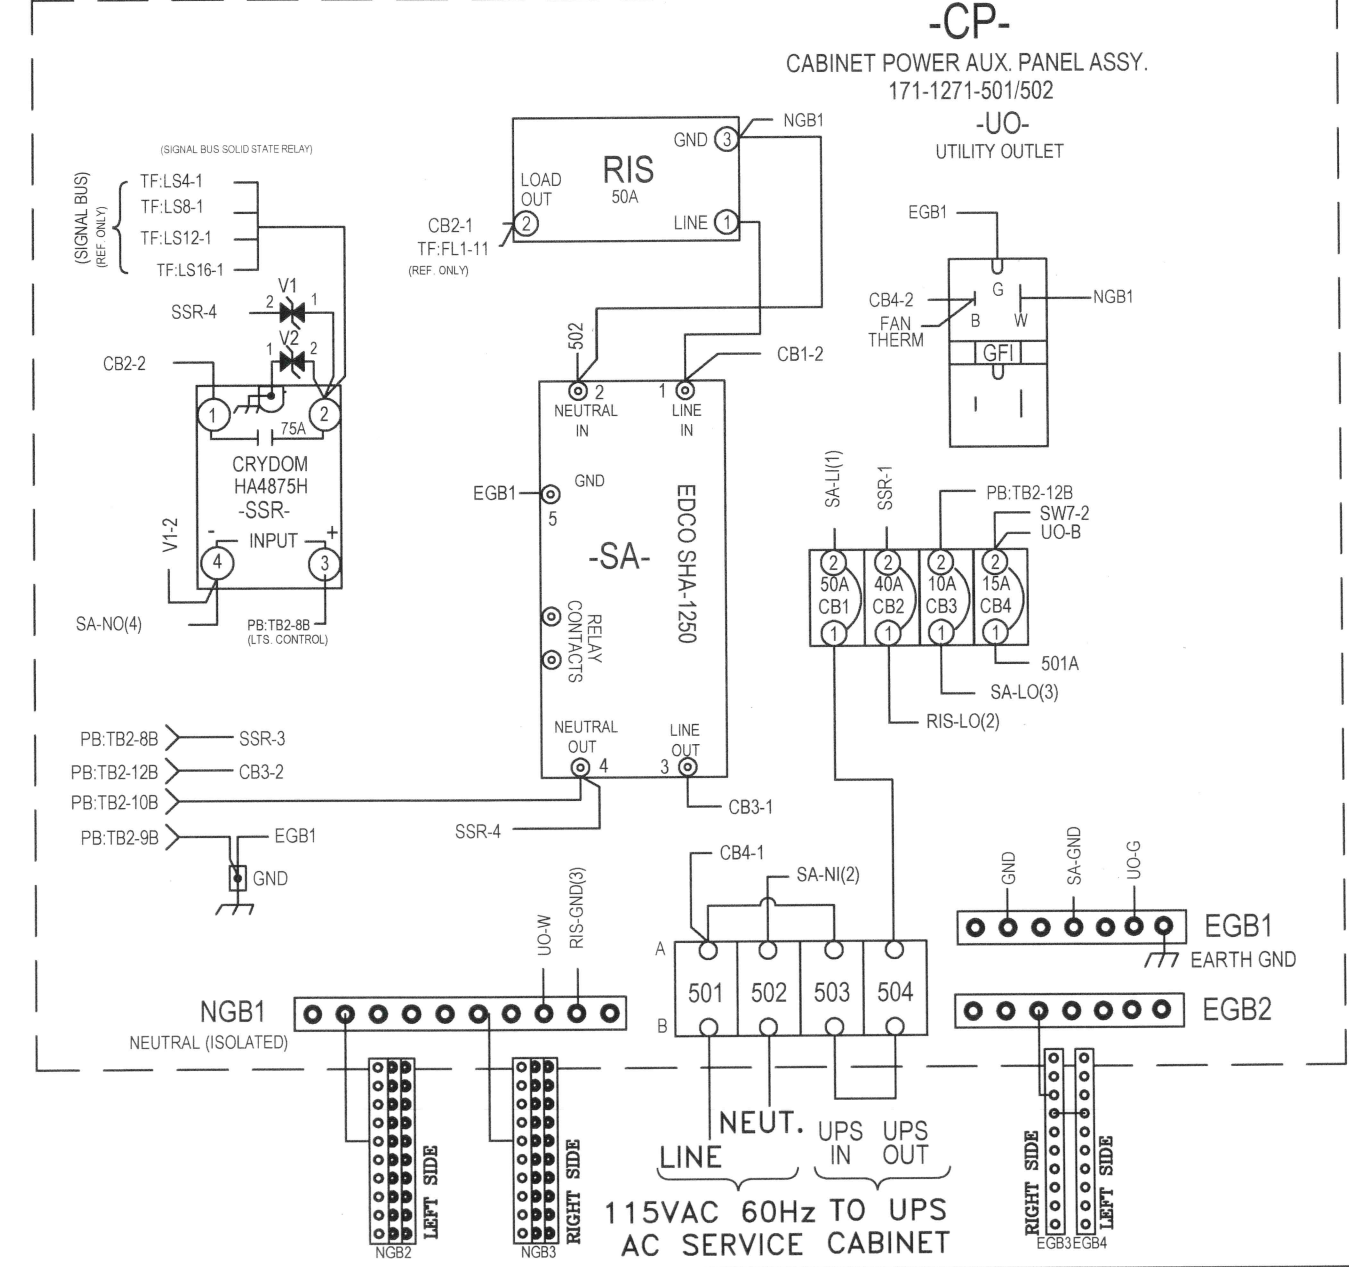 -CP-
CABINET POWER AUX. PANEL ASSY.
171-1271-501/502
-UO-
UTILITY OUTLET
(SIGNAL BUS SOLID STATE RELAY)
(SIGNAL BUS)
(REF. ONLY)
TF:LS4-1
TF:LS8-1
TF:LS12-1
TF:LS16-1
V1
2 1
SSR-4
V2
1 2
CB2-2
1
2
75A
CRYDOM
HA4875H
-SSR-
- INPUT +
4
3
V1-2
SA-NO(4)
PB:TB2-8B
(LTS. CONTROL)
NGB1
GND 3
RIS
50A
LOAD
OUT
2
LINE 1
CB2-1
TF:FL1-11
(REF. ONLY)
502
CB1-2
2
NEUTRAL
IN
1
LINE
IN
EGB1
GND
5
-SA-
EDCO SHA-1250
RELAY
CONTACTS
NEUTRAL
OUT
4
LINE
OUT
3
CB3-1
SSR-4
EGB1
CB4-2
FAN
THERM
G
B
W
NGB1
GFI
SA-LI(1)
SSR-1
PB:TB2-12B
SW7-2
UO-B
2 2 2 2
50A 40A 10A 15A
CB1 CB2 CB3 CB4
1 1 1 1
501A
SA-LO(3)
RIS-LO(2)
PB:TB2-8B
SSR-3
PB:TB2-12B
CB3-2
PB:TB2-10B
PB:TB2-9B
EGB1
GND
CB4-1
SA-NI(2)
A
501 502 503 504
B
UO-W
RIS-GND(3)
NGB1
NEUTRAL (ISOLATED)
GND
SA-GND
UO-G
EGB1
EARTH GND
EGB2
LEFT SIDE
NGB2
RIGHT SIDE
NGB3
LINE
NEUT.
UPS
IN
UPS
OUT
115VAC 60Hz
AC SERVICE
TO UPS
CABINET
RIGHT SIDE
EGB3
LEFT SIDE
EGB4